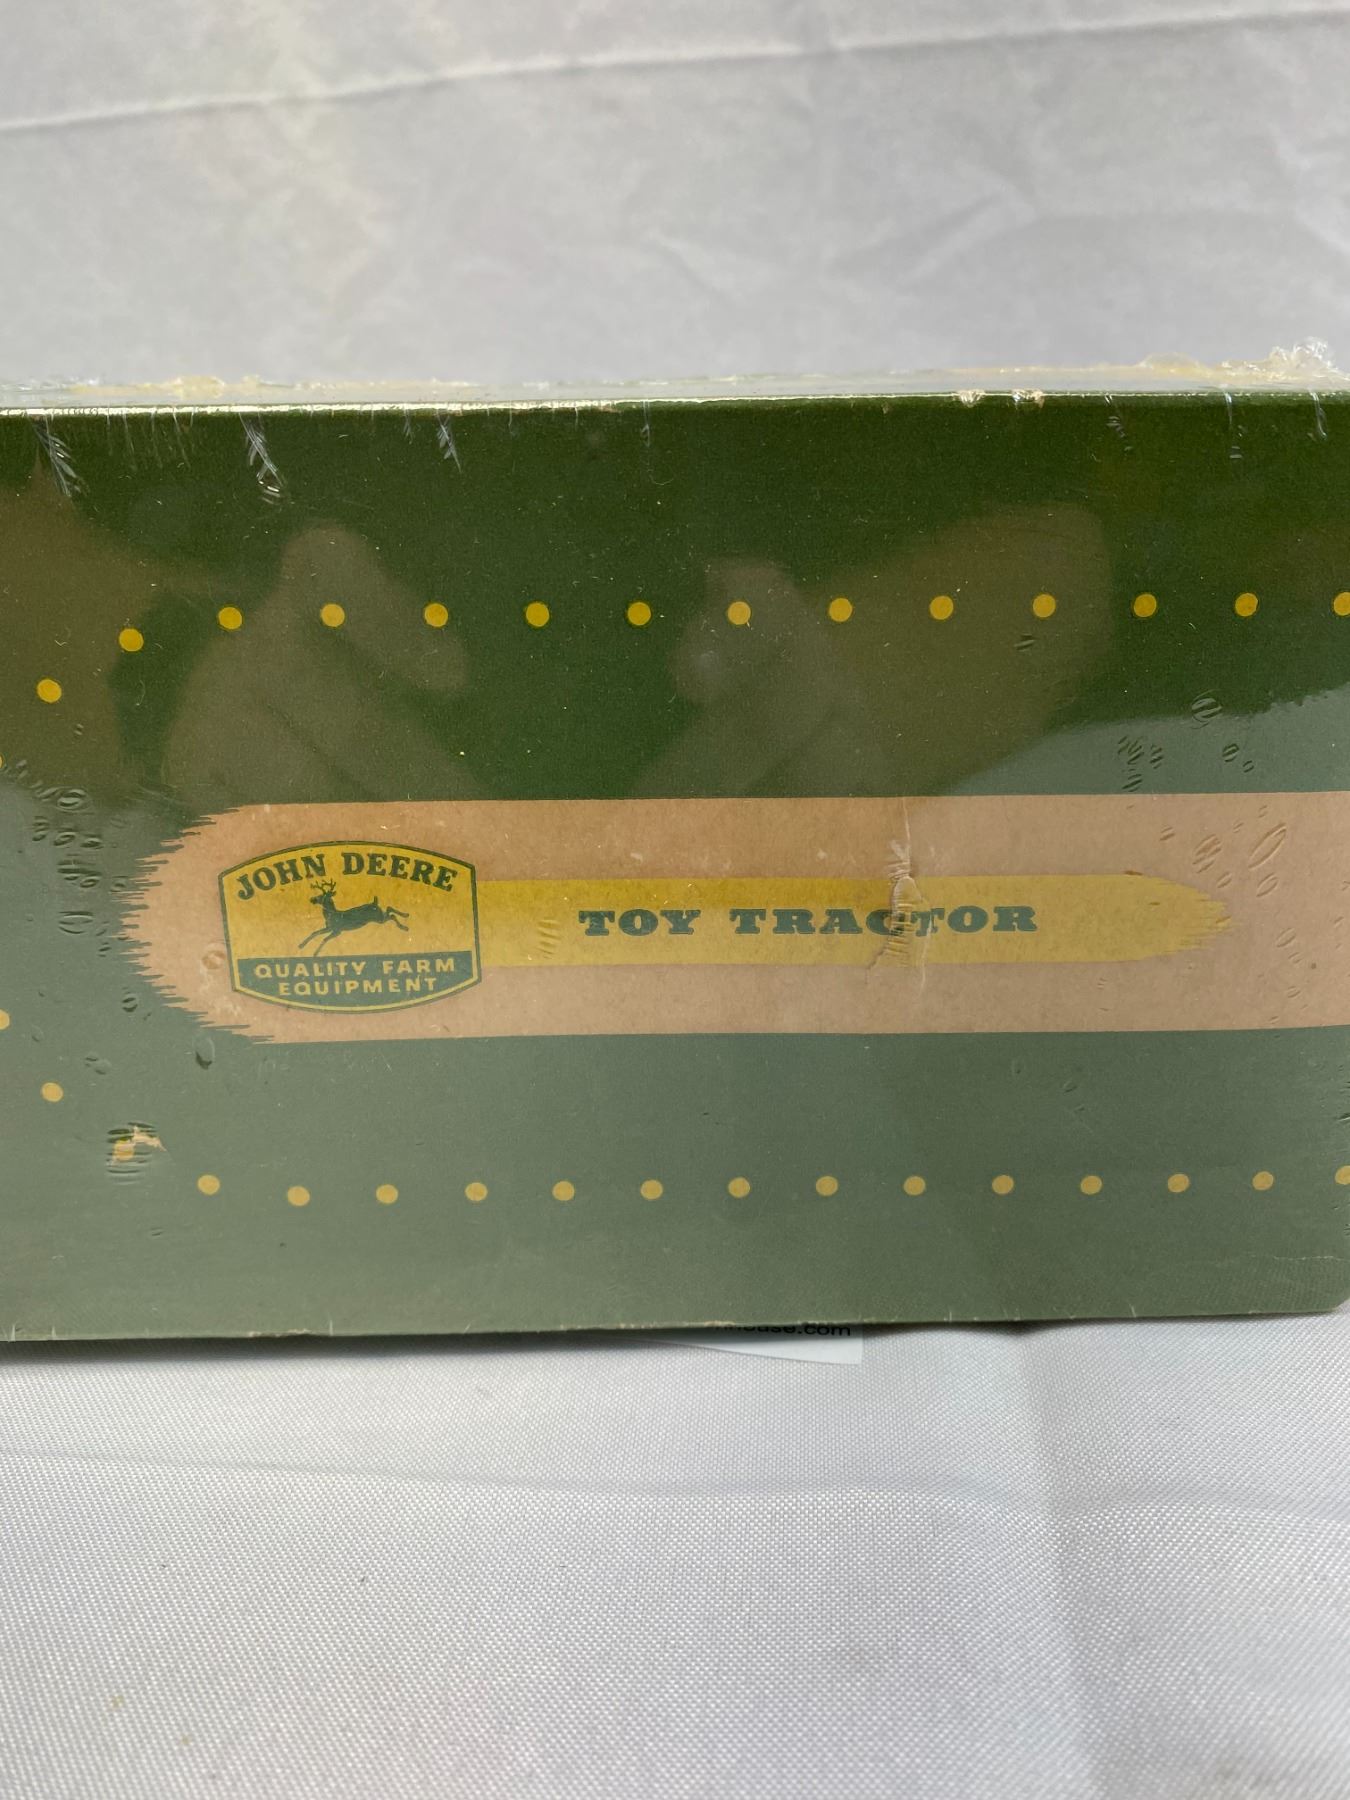 JOHN DEERE
QUALITY FARM
EQUIPMENT
TOY TRACTOR